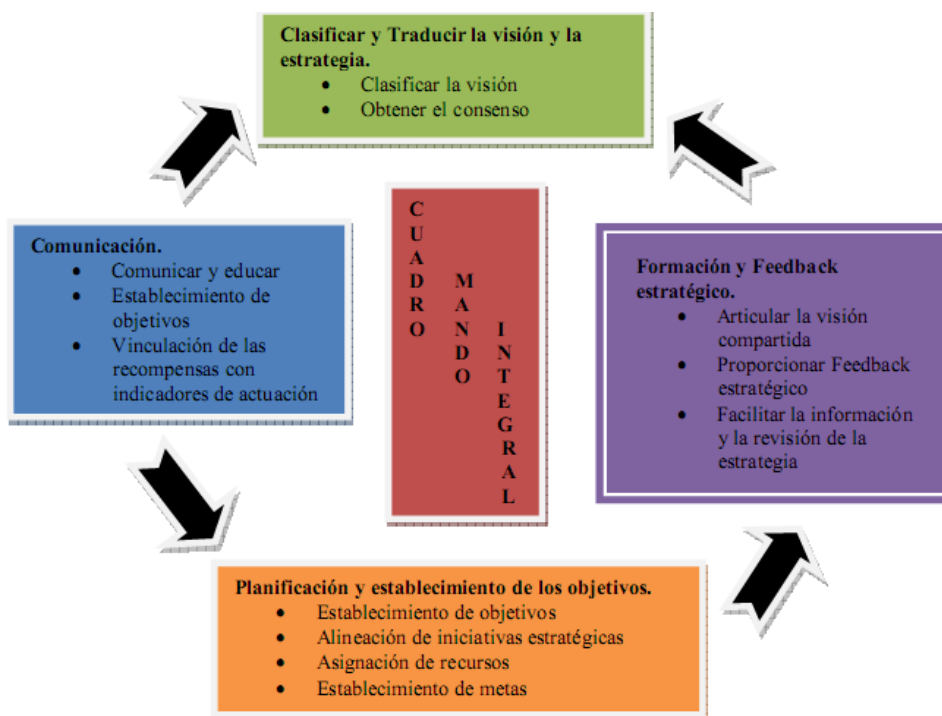 Clasificar y Traducir la visión y la
estrategia.
• Clasificar la visión
• Obtener el consenso
Comunicación.
• Comunicar y educar
• Establecimiento de
objetivos
• Vinculación de las
recompensas con
indicadores de actuación
CUADRO
MANDO
INTEGRAL
Formación y Feedback
estratégico.
• Articular la visión
compartida
• Proporcionar Feedback
estratégico
• Facilitar la información
y la revisión de la
estrategia
Planificación y establecimiento de los objetivos.
• Establecimiento de objetivos
• Alineación de iniciativas estratégicas
• Asignación de recursos
• Establecimiento de metas